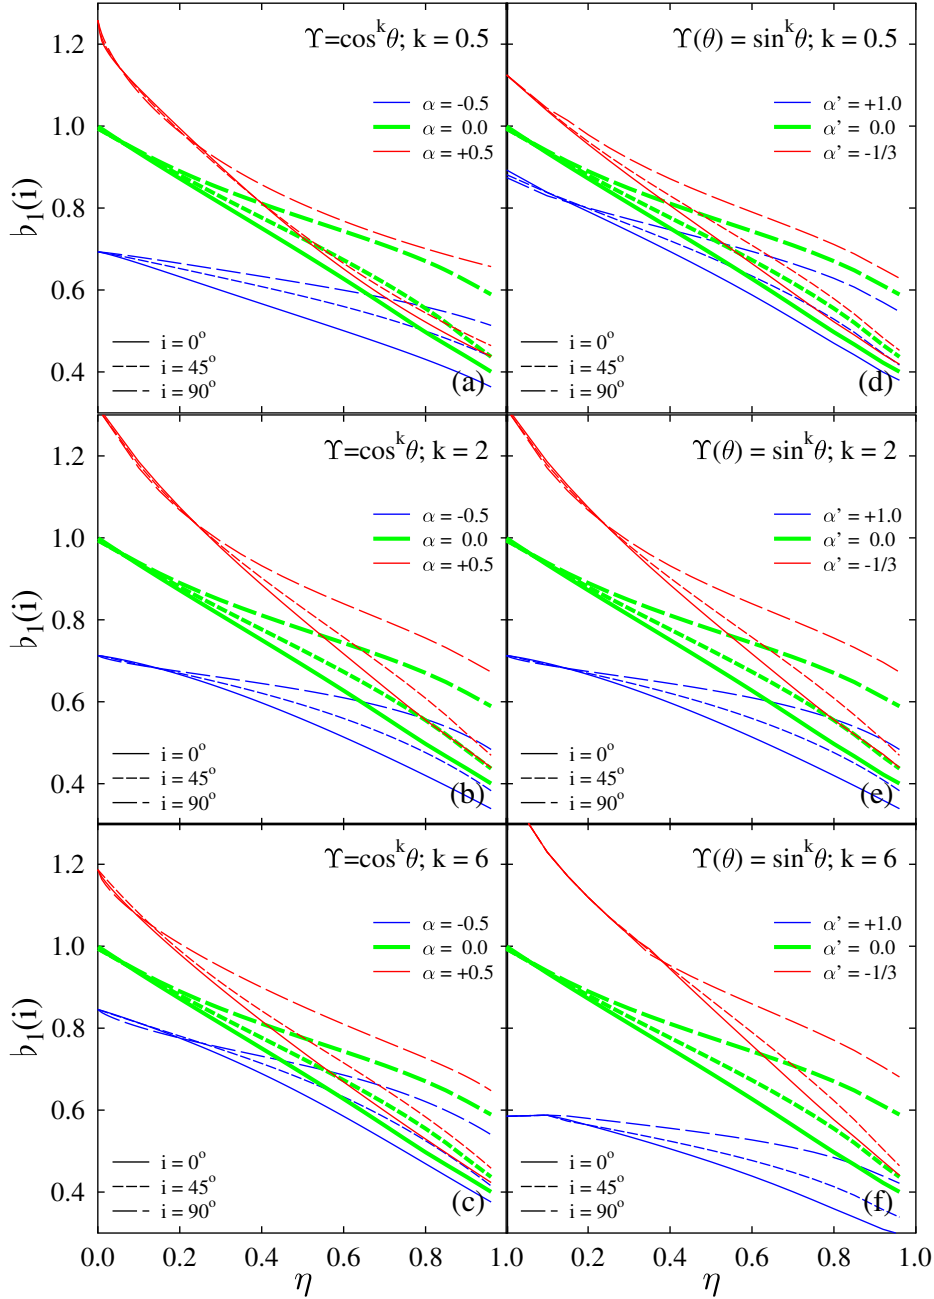 ϒ=cos^kθ; k = 0.5
α = -0.5
α = 0.0
α = +0.5
i = 0°
i = 45°
i = 90°
(a)
1.2
1.0
0.8
0.6
0.4
b₁(i)
ϒ(θ) = sin^kθ; k = 0.5
α’ = +1.0
α’ = 0.0
α’ = -1/3
i = 0°
i = 45°
i = 90°
(d)
ϒ=cos^kθ; k = 2
α = -0.5
α = 0.0
α = +0.5
i = 0°
i = 45°
i = 90°
(b)
1.2
1.0
0.8
0.6
0.4
b₁(i)
ϒ(θ) = sin^kθ; k = 2
α’ = +1.0
α’ = 0.0
α’ = -1/3
i = 0°
i = 45°
i = 90°
(e)
ϒ=cos^kθ; k = 6
α = -0.5
α = 0.0
α = +0.5
i = 0°
i = 45°
i = 90°
(c)
1.2
1.0
0.8
0.6
0.4
b₁(i)
ϒ(θ) = sin^kθ; k = 6
α’ = +1.0
α’ = 0.0
α’ = -1/3
i = 0°
i = 45°
i = 90°
(f)
0.0 0.2 0.4 0.6 0.8 1.0 0.2 0.4 0.6 0.8 1.0
η η